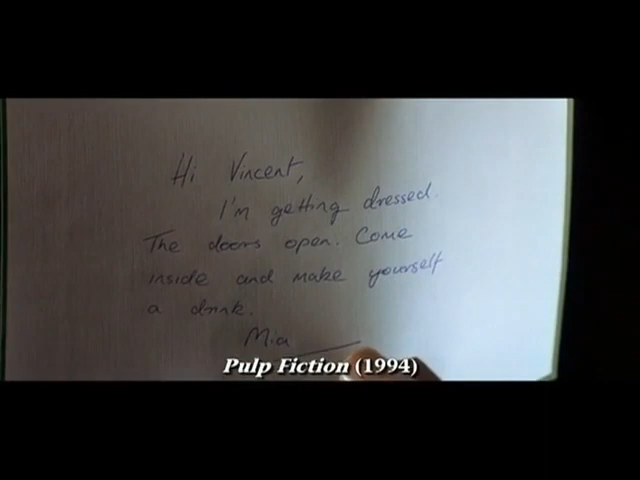 Hi Vincent,
I'm getting dressed.
The doors open. Come
inside and make yourself
a drink.
Mia
Pulp Fiction (1994)